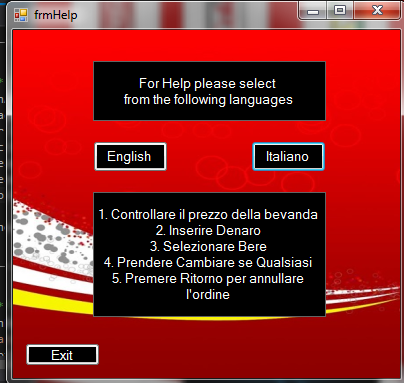 frmHelp
For Help please select
from the following languages
English
Italiano
1. Controllare il prezzo della bevanda
2. Inserire Denaro
3. Selezionare Bere
4. Prendere Cambiare se Qualsiasi
5. Premere Ritorno per annullare
l'ordine
Exit